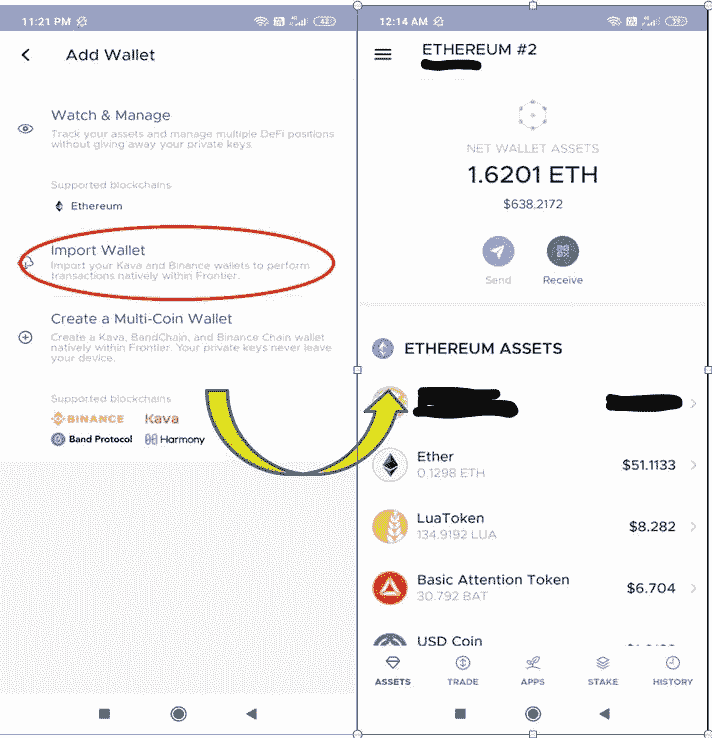 11:21 PM
42
Add Wallet
Watch & Manage
Track your assets and manage multiple DeFi positions
without giving away your private keys.
Supported blockchains
Ethereum
Import Wallet
Import your Kava and Binance wallets to perform
transactions natively within Frontier.
Create a Multi-Coin Wallet
Create a Kava, BandChain, and Binance Chain wallet
natively within Frontier. Your private keys never leave
your device.
Supported blockchains
BINANCE
Kava
Band Protocol
Harmony
12:14 AM
ETHEREUM #2
NET WALLET ASSETS
1.6201 ETH
$638.2172
Send
Receive
ETHEREUM ASSETS
Ether
$51.1133
0.1298 ETH
LuaToken
$8.282
134.9192 LUA
Basic Attention Token
$6.704
30.792 BAT
USD Coin
ASSETS
TRADE
APPS
STAKE
HISTORY